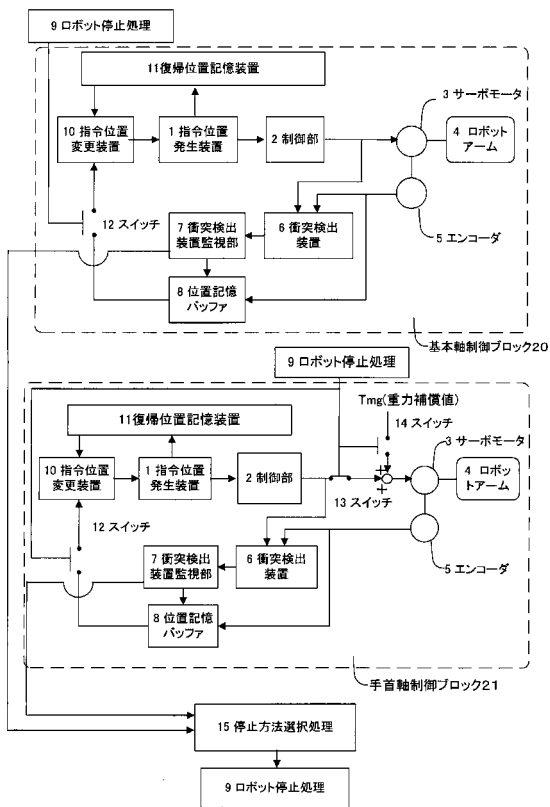 9 ロボット停止処理
11復帰位置記憶装置
3 サーボモータ
10 指令位置
変更装置
1 指令位置
発生装置
2 制御部
4 ロボット
アーム
12 スイッチ
7 衝突検出
装置監視部
6 衝突検出
装置
5 エンコーダ
8 位置記憶
バッファ
基本軸制御ブロック20
9 ロボット停止処理
Tmg(重力補償値)
11復帰位置記憶装置
14 スイッチ
3 サーボモータ
10 指令位置
変更装置
1 指令位置
発生装置
2 制御部
+
+
4 ロボッ
トアーム
13 スイッチ
12 スイッチ
7 衝突検出
装置監視部
6 衝突検出
装置
5 エンコーダ
8 位置記憶
バッファ
手首軸制御ブロック21
15 停止方法選択処理
9 ロボット停止処理